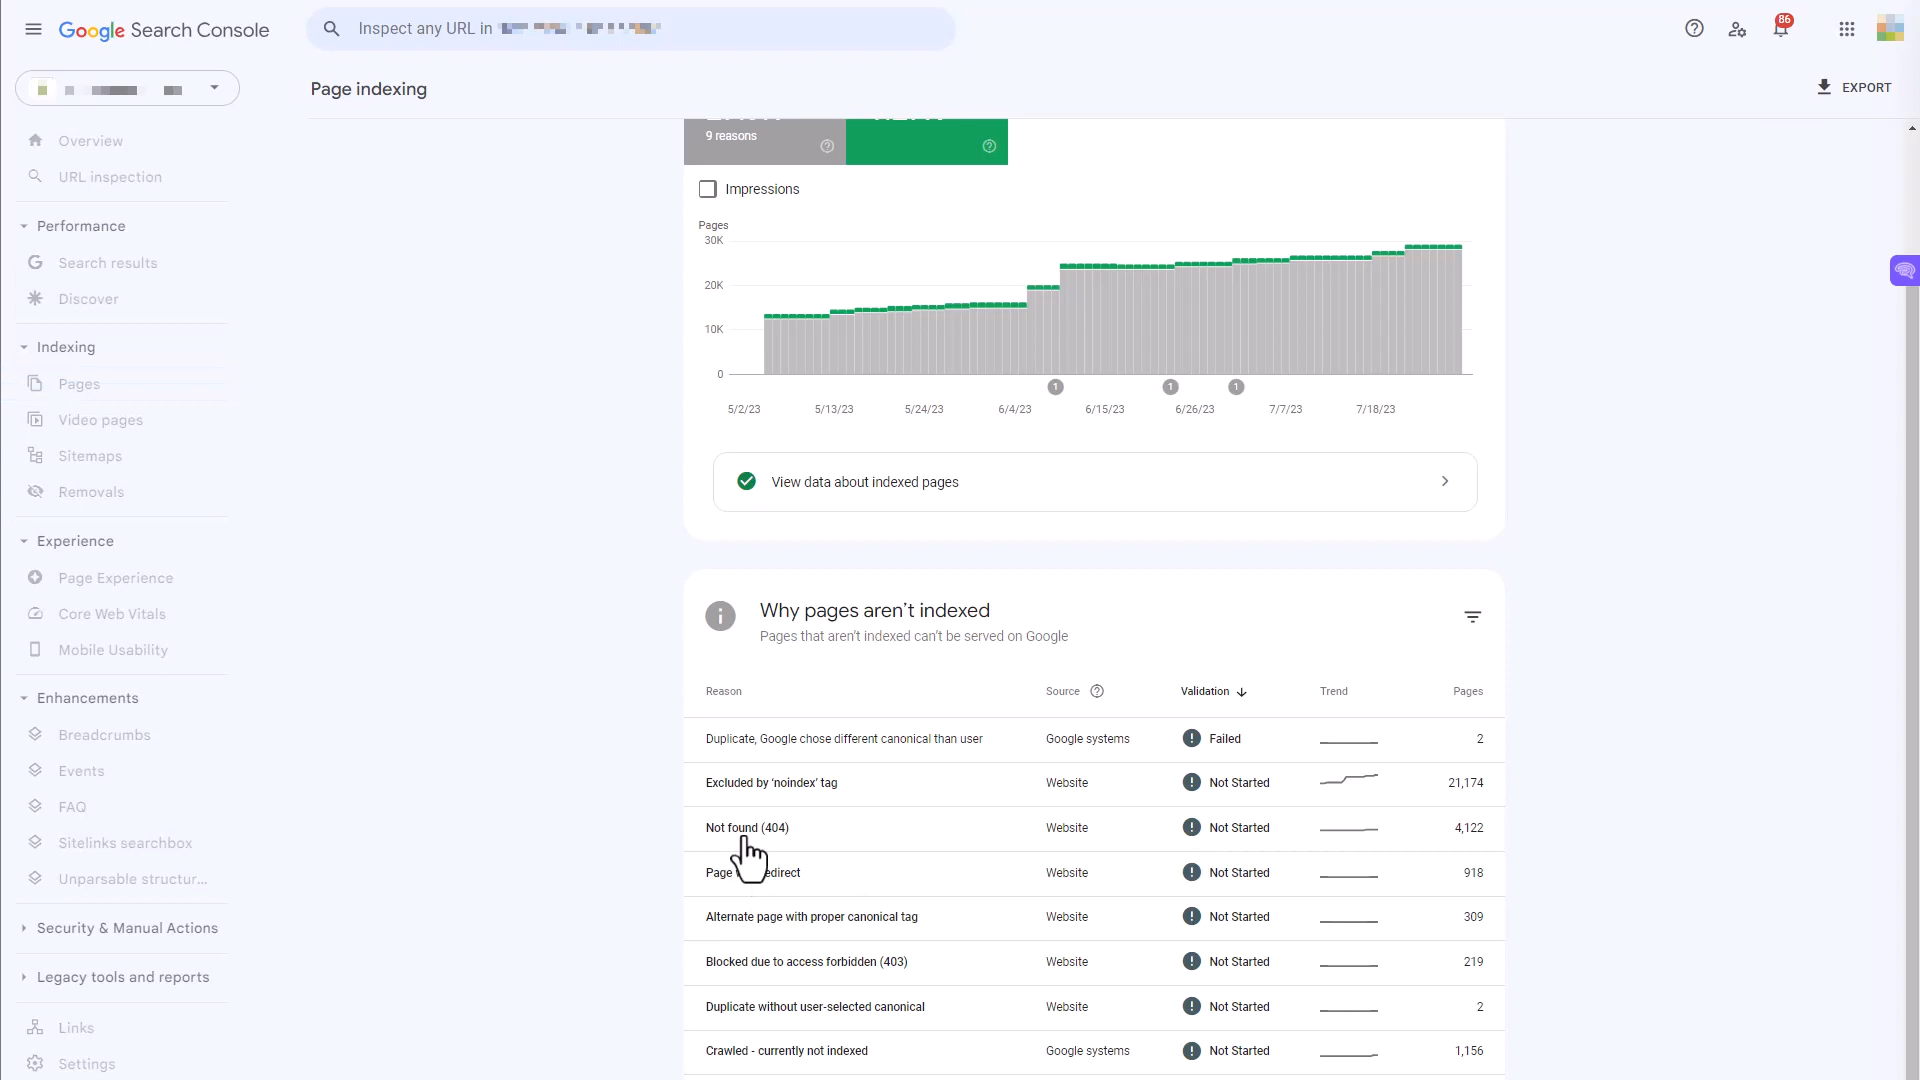 Google Search Console
Inspect any URL in
86
Page indexing
EXPORT
Overview
URL inspection
Performance
Search results
Discover
Indexing
Pages
Video pages
Sitemaps
Removals
Experience
Page Experience
Core Web Vitals
Mobile Usability
Enhancements
Breadcrumbs
Events
FAQ
Sitelinks searchbox
Unparsable structur...
Security & Manual Actions
Legacy tools and reports
Links
Settings
9 reasons
Impressions
Pages
30K
20K
10K
0
1 1 1
5/2/23 5/13/23 5/24/23 6/4/23 6/15/23 6/26/23 7/7/23 7/18/23
View data about indexed pages
Why pages aren’t indexed
Pages that aren’t indexed can’t be served on Google
Reason Source Validation Trend Pages
Duplicate, Google chose different canonical than user Google systems Failed 2
Excluded by ‘noindex’ tag Website Not Started 21,174
Not found (404) Website Not Started 4,122
Page edirect Website Not Started 918
Alternate page with proper canonical tag Website Not Started 309
Blocked due to access forbidden (403) Website Not Started 219
Duplicate without user-selected canonical Website Not Started 2
Crawled - currently not indexed Google systems Not Started 1,156